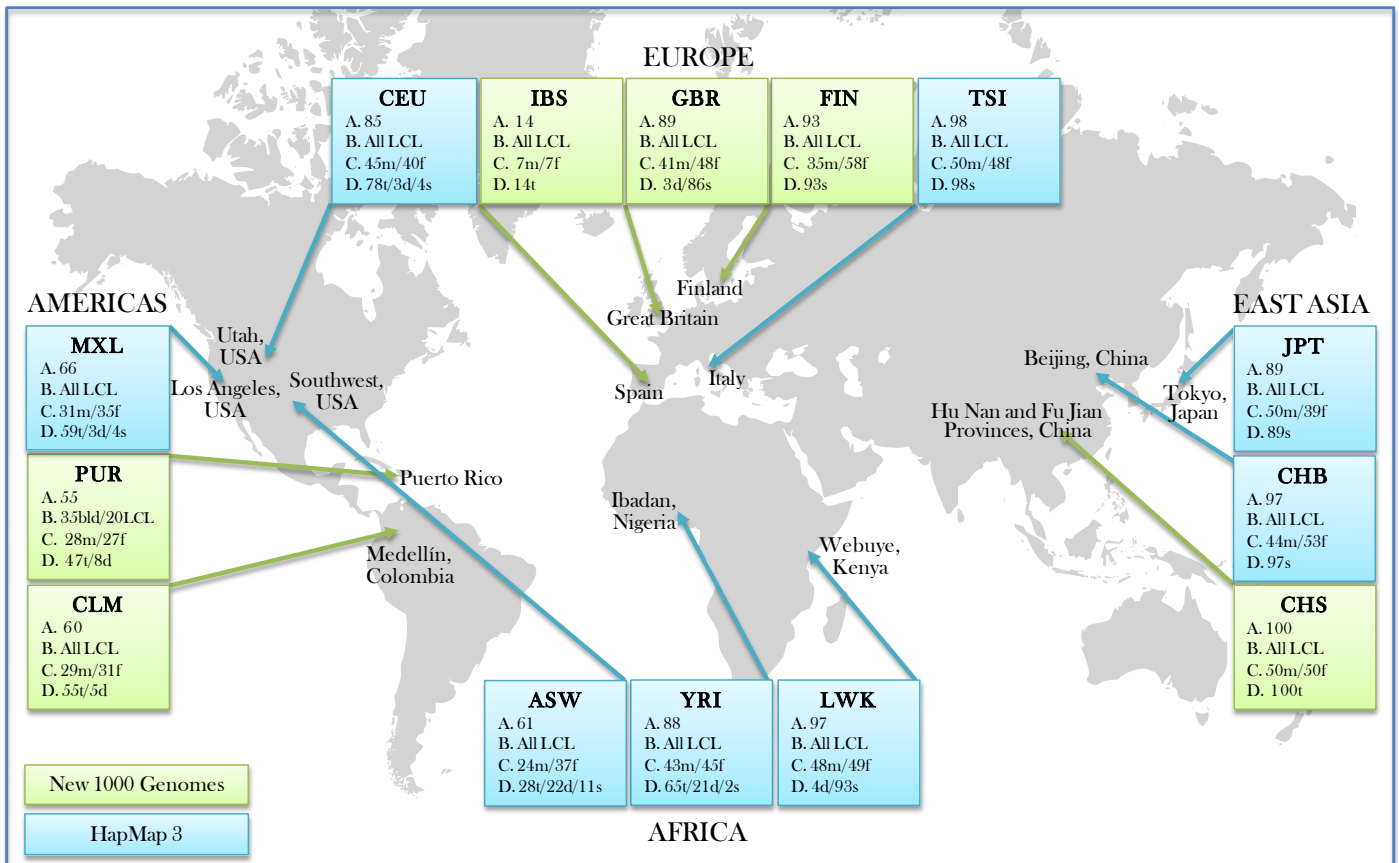 EUROPE
CEU
A. 85
B. All LCL
C. 45m/40f
D. 78t/3d/4s
IBS
A. 14
B. All LCL
C. 7m/7f
D. 14t
GBR
A. 89
B. All LCL
C. 41m/48f
D. 3d/86s
FIN
A. 93
B. All LCL
C. 35m/58f
D. 93s
TSI
A. 98
B. All LCL
C. 50m/48f
D. 98s
AMERICAS
MXL
A. 66
B. All LCL
C. 31m/35f
D. 59t/3d/4s
PUR
A. 55
B. 35bld/20LCL
C. 28m/27f
D. 47t/8d
CLM
A. 60
B. All LCL
C. 29m/31f
D. 55t/5d
Utah,
USA
Los Angeles,
USA
Southwest,
USA
Puerto Rico
Medellín,
Colombia
Finland
Great Britain
Spain
Italy
Ibadan,
Nigeria
Webuye,
Kenya
Beijing, China
Tokyo,
Japan
Hu Nan and Fu Jian
Provinces, China
EAST ASIA
JPT
A. 89
B. All LCL
C. 50m/39f
D. 89s
CHB
A. 97
B. All LCL
C. 44m/53f
D. 97s
CHS
A. 100
B. All LCL
C. 50m/50f
D. 100t
ASW
A. 61
B. All LCL
C. 24m/37f
D. 28t/22d/11s
YRI
A. 88
B. All LCL
C. 43m/45f
D. 65t/21d/2s
LWK
A. 97
B. All LCL
C. 48m/49f
D. 4d/93s
AFRICA
New 1000 Genomes
HapMap 3